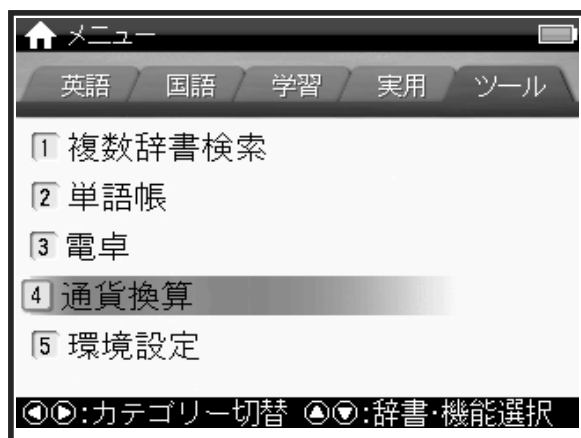 メニュー
英語 国語 学習 実用 ツール
1 複数辞書検索
2 単語帳
3 電卓
4 通貨換算
5 環境設定
:カテゴリー切替 :辞書・機能選択